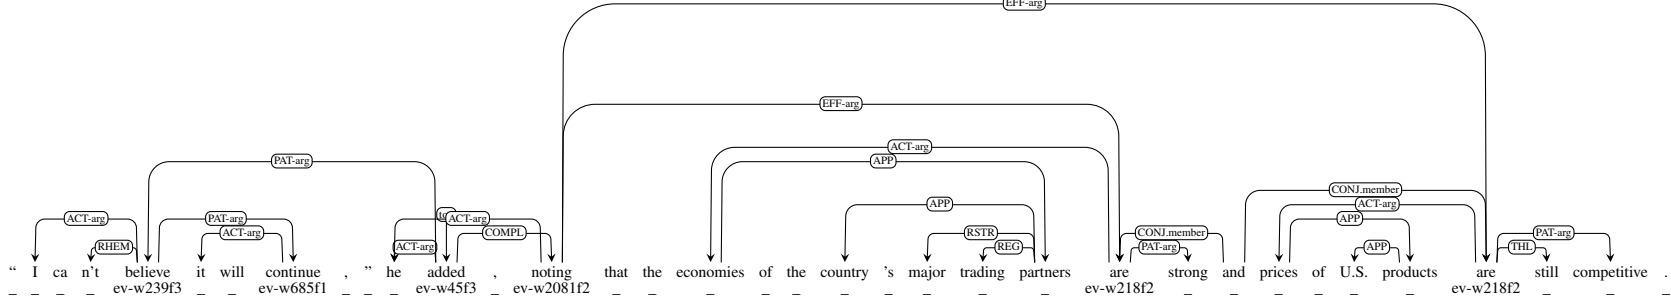 EFF-arg
EFF-arg
ACT-arg
PAT-arg APP
CONJ.member
APP ACT-arg
ACT-arg PAT-arg ACT-arg APP
ACT-arg COMPL RSTR CONJ.member PAT-arg
RHEM ACT-arg REG PAT-arg APP THL
“ I ca n't believe it will continue , ” he added , noting that the economies of the country 's major trading partners are strong and prices of U.S. products are still competitive .
_ _ _ _ ev-w239f3 _ _ ev-w685f1 _ _ _ ev-w45f3 _ ev-w2081f2 _ _ _ _ _ _ _ _ _ _ ev-w218f2 _ _ _ _ _ _ ev-w218f2 _ _ _